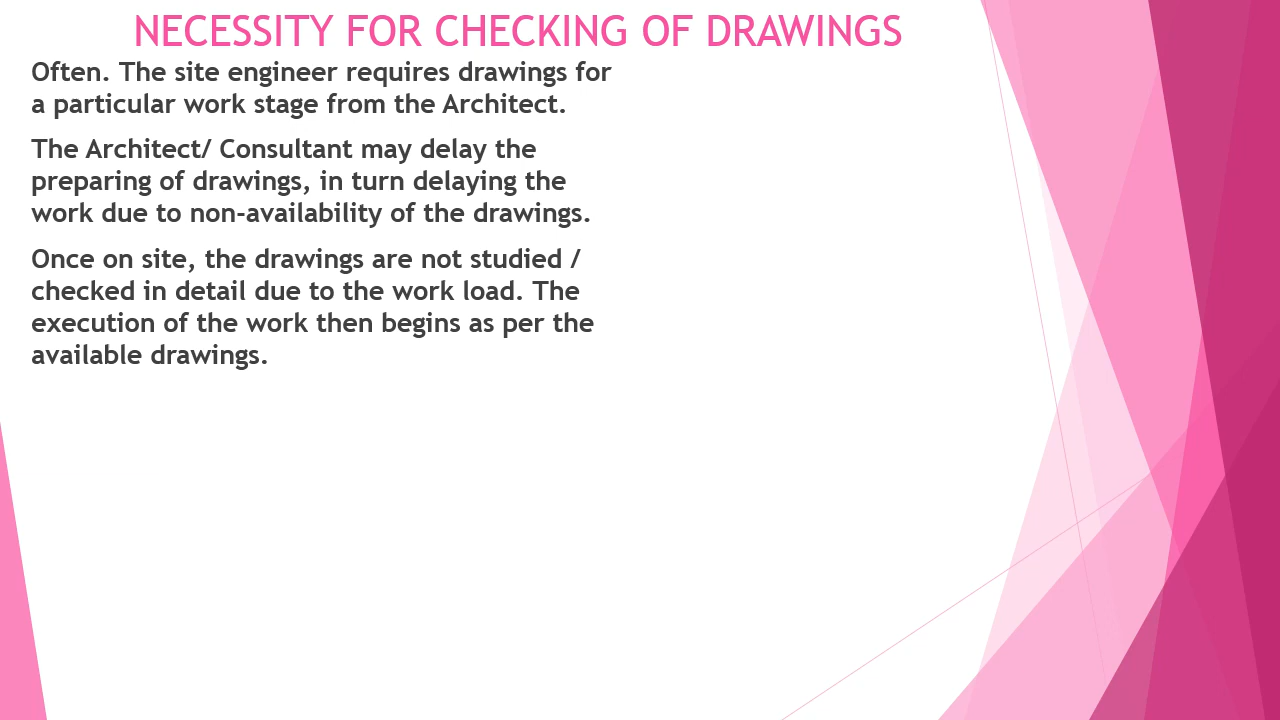 NECESSITY FOR CHECKING OF DRAWINGS
Often. The site engineer requires drawings for
a particular work stage from the Architect.
The Architect/ Consultant may delay the
preparing of drawings, in turn delaying the
work due to non-availability of the drawings.
Once on site, the drawings are not studied /
checked in detail due to the work load. The
execution of the work then begins as per the
available drawings.